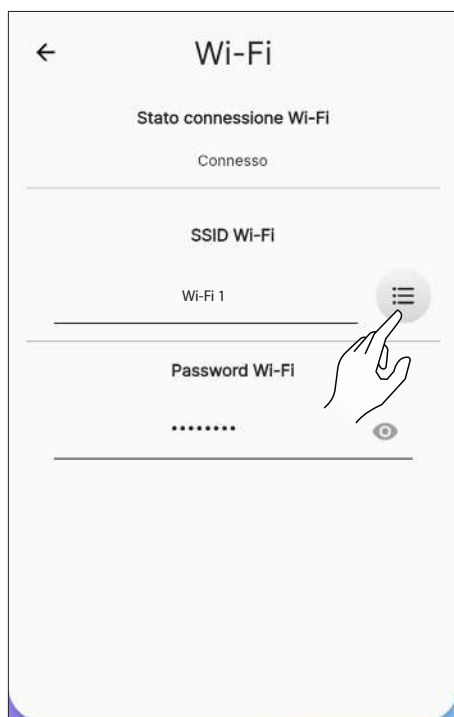 Wi-Fi
Stato connessione Wi-Fi
Connesso
SSID Wi-Fi
Wi-Fi 1
Password Wi-Fi
••••••••